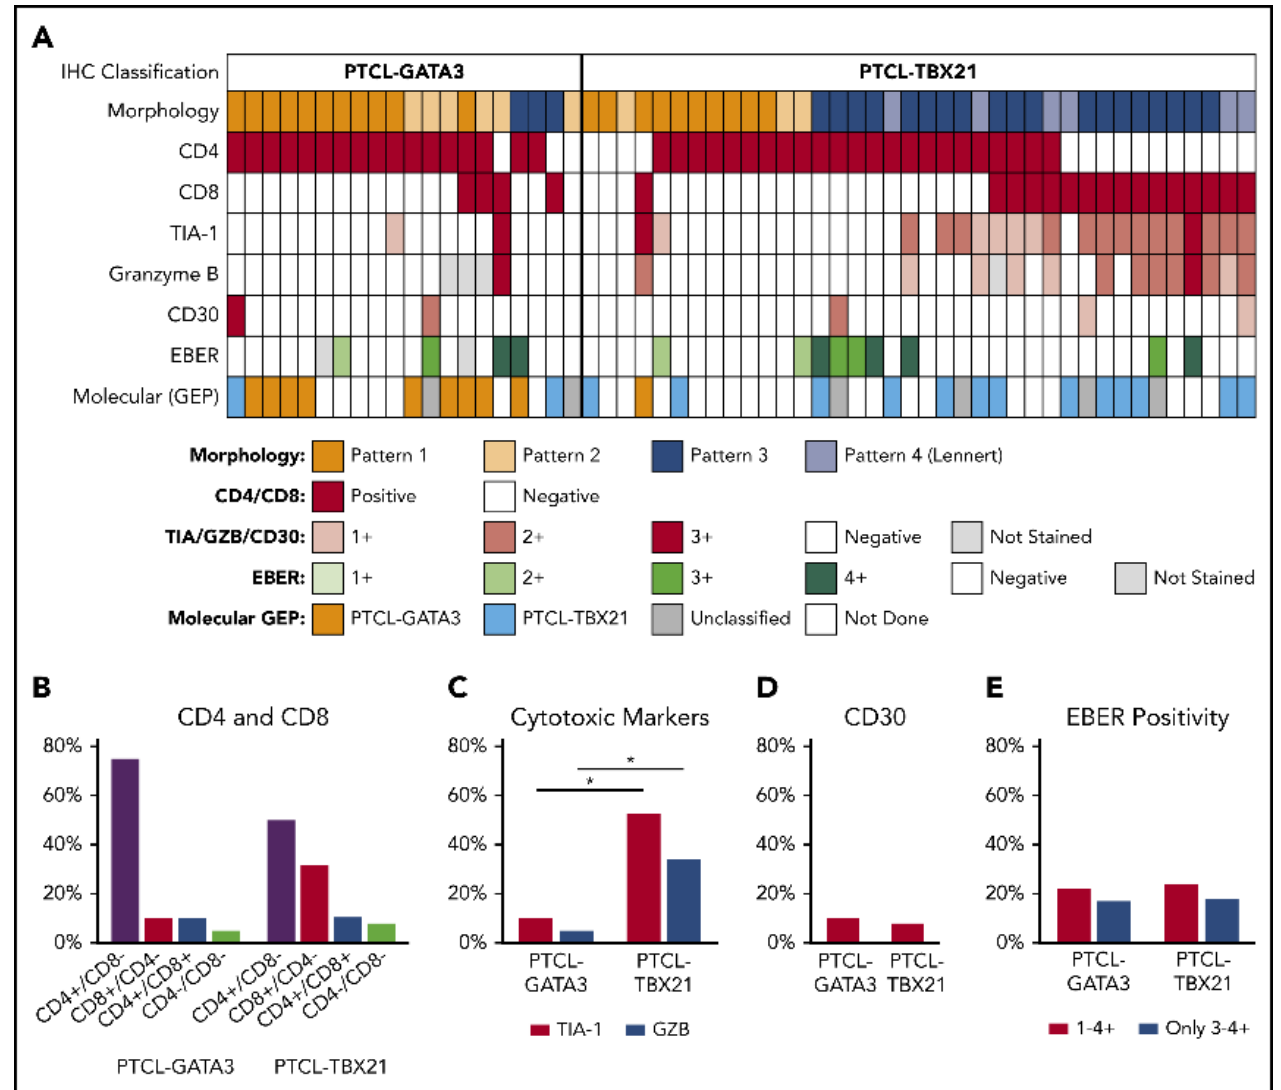 A
IHC Classification PTCL-GATA3 PTCL-TBX21
Morphology
CD4
CD8
TIA-1
Granzyme B
CD30
EBER
Molecular (GEP)
Morphology: Pattern 1 Pattern 2 Pattern 3 Pattern 4 (Lennert)
CD4/CD8: Positive Negative
TIA/GZB/CD30: 1+ 2+ 3+ Negative Not Stained
EBER: 1+ 2+ 3+ 4+ Negative Not Stained
Molecular GEP: PTCL-GATA3 PTCL-TBX21 Unclassified Not Done
B
CD4 and CD8
80%
60%
40%
20%
0%
CD4+/CD8-
CD8+/CD4-
CD4+/CD8+
CD4-/CD8-
CD4+/CD8-
CD8+/CD4-
CD4+/CD8+
CD4-/CD8-
PTCL-GATA3 PTCL-TBX21
C
Cytotoxic Markers
80%
60%
40%
20%
0%
*
*
PTCL- PTCL-
GATA3 TBX21
TIA-1 GZB
D
CD30
80%
60%
40%
20%
0%
PTCL- PTCL-
GATA3 TBX21
E
EBER Positivity
80%
60%
40%
20%
0%
PTCL- PTCL-
GATA3 TBX21
1-4+ Only 3-4+